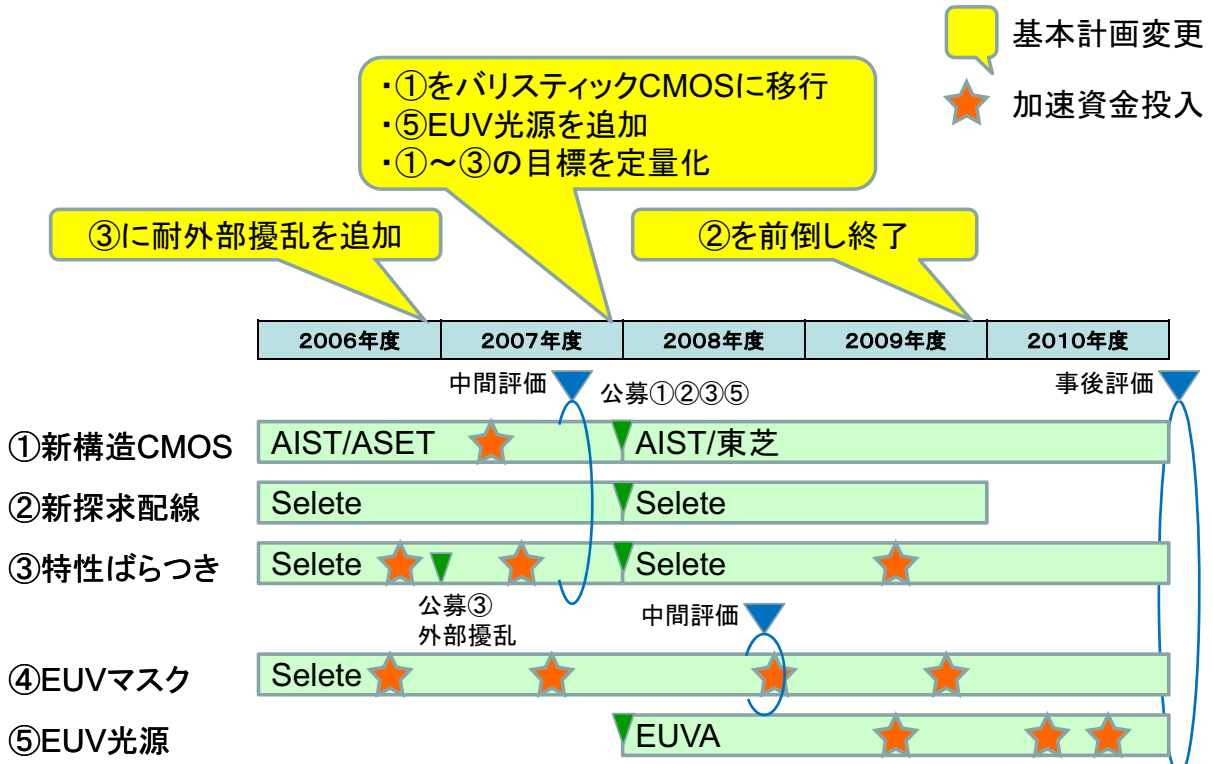 基本計画変更
加速資金投入
・①をバリスティックCMOSに移行
・⑤EUV光源を追加
・①～③の目標を定量化
③に耐外部擾乱を追加
②を前倒し終了
2006年度
2007年度
2008年度
2009年度
2010年度
中間評価
公募①②③⑤
事後評価
①新構造CMOS
AIST/ASET
AIST/東芝
②新探求配線
Selete
Selete
③特性ばらつき
Selete
Selete
公募③
外部擾乱
中間評価
④EUVマスク
Selete
⑤EUV光源
EUVA